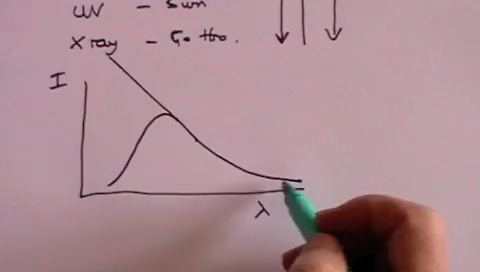 UV - Sun
X ray - Go thro.
I
λ